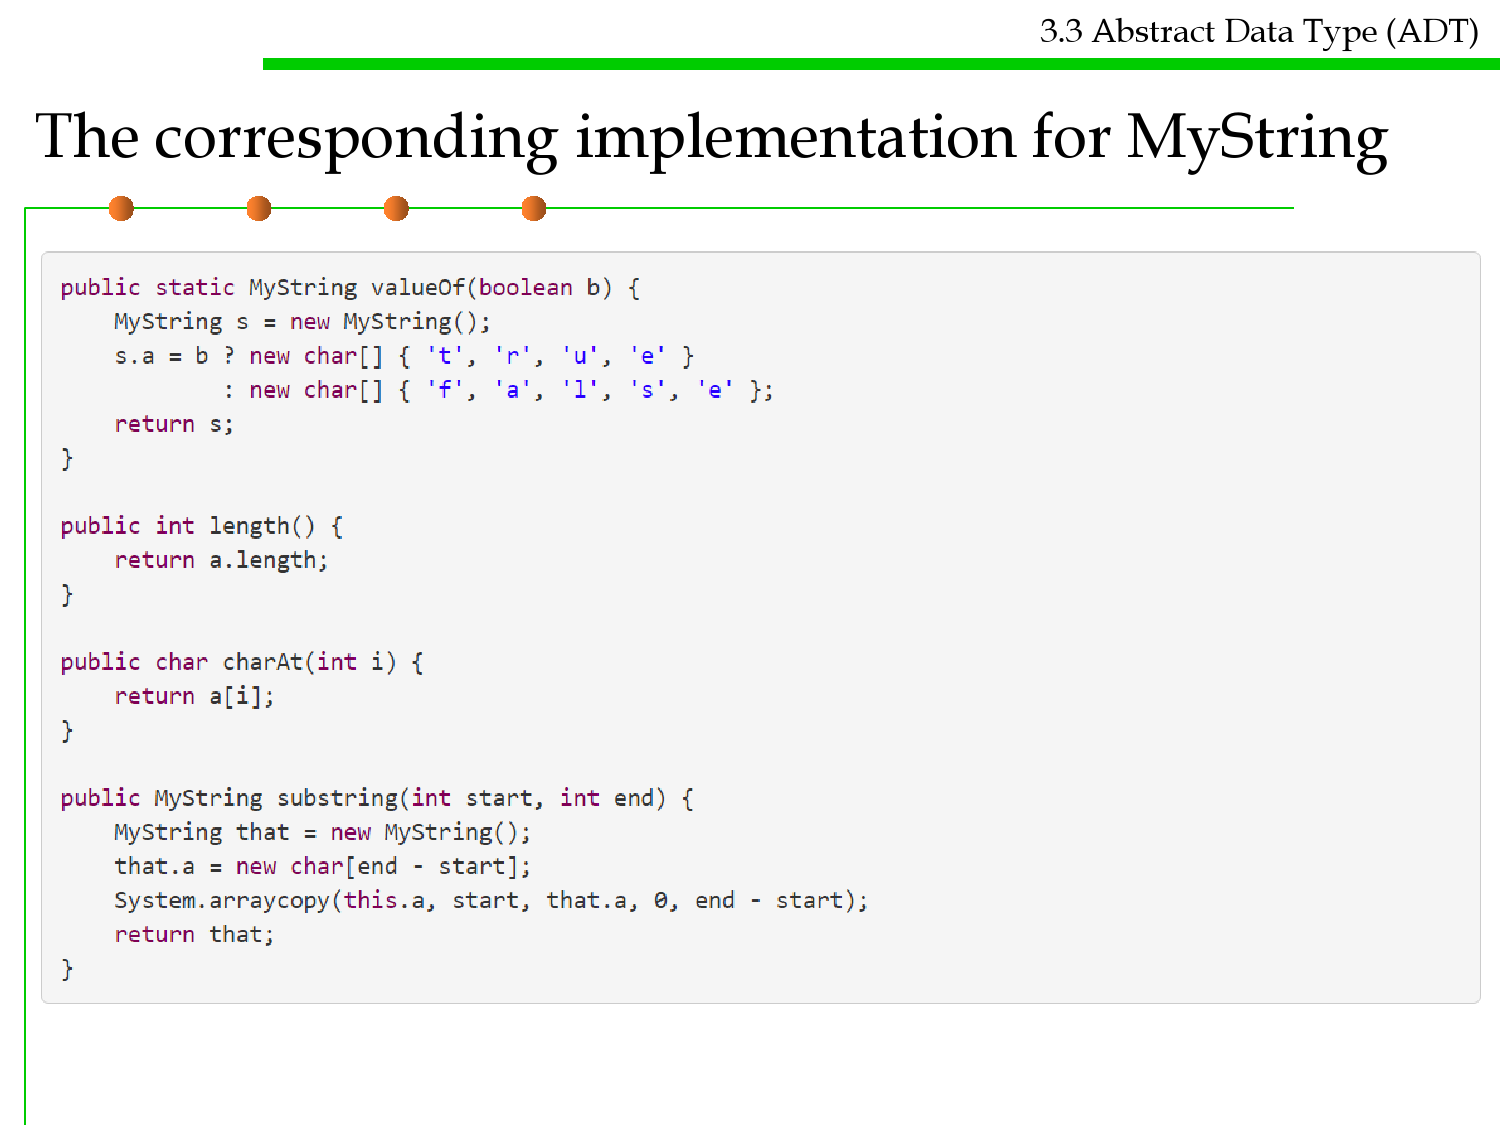 3.3 Abstract Data Type (ADT)
The corresponding implementation for MyString
public static MyString valueOf(boolean b) {
    MyString s = new MyString();
    s.a = b ? new char[] { 't', 'r', 'u', 'e' }
            : new char[] { 'f', 'a', 'l', 's', 'e' };
    return s;
}

public int length() {
    return a.length;
}

public char charAt(int i) {
    return a[i];
}

public MyString substring(int start, int end) {
    MyString that = new MyString();
    that.a = new char[end - start];
    System.arraycopy(this.a, start, that.a, 0, end - start);
    return that;
}